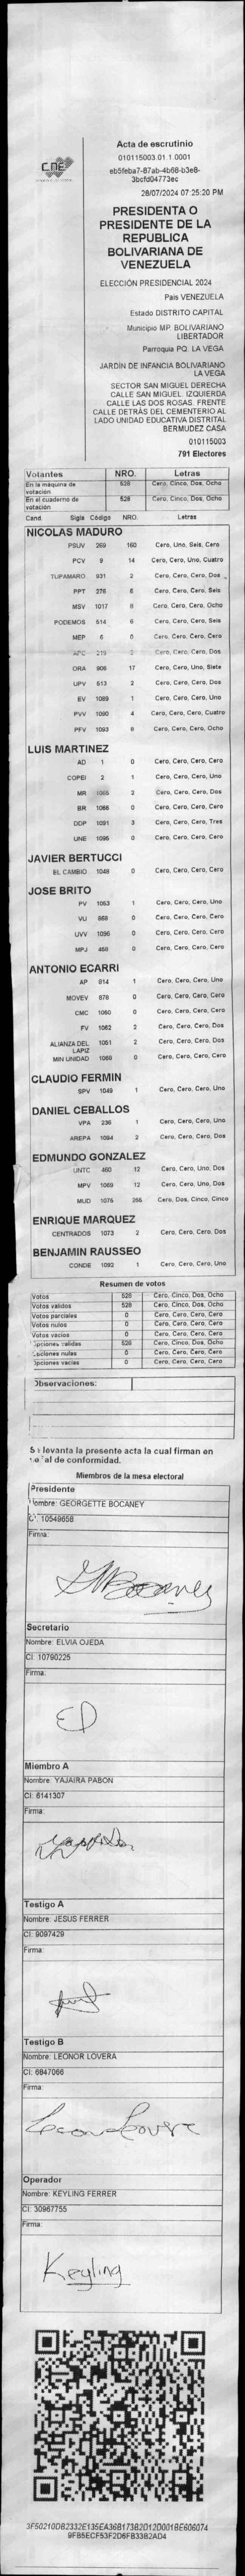 CNE
Acta de escrutinio
010115003 01 1 0001
eb5feba7-87ab-4b68-b3e8-
3bcfd04773ec
28/07/2024 07:25:20 PM
PRESIDENTA O
PRESIDENTE DE LA
REPUBLICA
BOLIVARIANA DE
VENEZUELA
ELECCIÓN PRESIDENCIAL 2024
Pais VENEZUELA
Estado DISTRITO CAPITAL
Municipio MP. BOLIVARIANO
LIBERTADOR
Parroquia PQ. LA VEGA
JARDÍN DE INFANCIA BOLIVARIANO
LA VEGA
SECTOR SAN MIGUEL DERECHA
CALLE SAN MIGUEL. IZQUIERDA
CALLE LAS DOS ROSAS. FRENTE
CALLE DETRÁS DEL CEMENTERIO AL
LADO UNIDAD EDUCATIVA DISTRITAL
BERMUDEZ CASA
010115003
791 Electores
Votantes NRO. Letras
En la máquina de votación 528 Cero, Cinco, Dos, Ocho
En el cuaderno de votación 528 Cero, Cinco, Dos, Ocho
Cand. Sigla Código NRO. Letras
NICOLAS MADURO
PSUV 269 160 Cero, Uno, Seis, Cero
PCV 9 14 Cero, Cero, Uno, Cuatro
TUPAMARO 931 2 Cero, Cero, Cero, Dos
PPT 276 6 Cero, Cero, Cero, Seis
MSV 1017 8 Cero, Cero, Cero, Ocho
PODEMOS 514 6 Cero, Cero, Cero, Seis
MEP 6 0 Cero, Cero, Cero, Cero
APC 219 2 Cero, Cero, Cero, Dos
ORA 906 17 Cero, Cero, Uno, Siete
UPV 613 2 Cero, Cero, Cero, Dos
EV 1089 1 Cero, Cero, Cero, Uno
PVV 1090 4 Cero, Cero, Cero, Cuatro
PFV 1093 8 Cero, Cero, Cero, Ocho
LUIS MARTINEZ
AD 1 0 Cero, Cero, Cero, Cero
COPEI 2 1 Cero, Cero, Cero, Uno
MR 1065 2 Cero, Cero, Cero, Dos
BR 1066 0 Cero, Cero, Cero, Cero
DDP 1091 3 Cero, Cero, Cero, Tres
UNE 1095 0 Cero, Cero, Cero, Cero
JAVIER BERTUCCI
EL CAMBIO 1048 0 Cero, Cero, Cero, Cero
JOSE BRITO
PV 1053 1 Cero, Cero, Cero, Uno
VU 868 0 Cero, Cero, Cero, Cero
UVV 1096 0 Cero, Cero, Cero, Cero
MPJ 458 0 Cero, Cero, Cero, Cero
ANTONIO ECARRI
AP 914 1 Cero, Cero, Cero, Uno
MOVEV 878 0 Cero, Cero, Cero, Cero
CMC 1050 0 Cero, Cero, Cero, Cero
FV 1062 2 Cero, Cero, Cero, Dos
ALIANZA DEL LAPIZ 1051 2 Cero, Cero, Cero, Dos
MIN UNIDAD 1068 0 Cero, Cero, Cero, Cero
CLAUDIO FERMIN
SPV 1049 1 Cero, Cero, Cero, Uno
DANIEL CEBALLOS
VPA 236 1 Cero, Cero, Cero, Uno
AREPA 1094 2 Cero, Cero, Cero, Dos
EDMUNDO GONZALEZ
UNTC 460 12 Cero, Cero, Uno, Dos
MPV 1069 12 Cero, Cero, Uno, Dos
MUD 1075 255 Cero, Dos, Cinco, Cinco
ENRIQUE MARQUEZ
CENTRADOS 1073 2 Cero, Cero, Cero, Dos
BENJAMIN RAUSSEO
CONDE 1092 1 Cero, Cero, Cero, Uno
Resumen de votos
Votos 528 Cero, Cinco, Dos, Ocho
Votos validos 528 Cero, Cinco, Dos, Ocho
Votos parciales 0 Cero, Cero, Cero, Cero
Votos nulos 0 Cero, Cero, Cero, Cero
Votos vacios 0 Cero, Cero, Cero, Cero
Opciones validas 528 Cero, Cinco, Dos, Ocho
Opciones nulas 0 Cero, Cero, Cero, Cero
Opciones vacias 0 Cero, Cero, Cero, Cero
Observaciones:
Se levanta la presente acta la cual firman en
señal de conformidad.
Miembros de la mesa electoral
Presidente
Nombre: GEORGETTE BOCANEY
CI: 10549658
Firma:
Secretario
Nombre: ELVIA OJEDA
CI: 10790225
Firma:
Miembro A
Nombre: YAJAIRA PABON
CI: 6141307
Firma:
Testigo A
Nombre: JESUS FERRER
CI: 9097429
Firma:
Testigo B
Nombre: LEONOR LOVERA
CI: 6847066
Firma:
Leonor Lovera
Operador
Nombre: KEYLING FERRER
CI: 30967755
Firma:
Keyling
3F50210DB2332E135EA36B173B2D12D001BE606074
9FB5ECF53F2D6FB33B2AD4